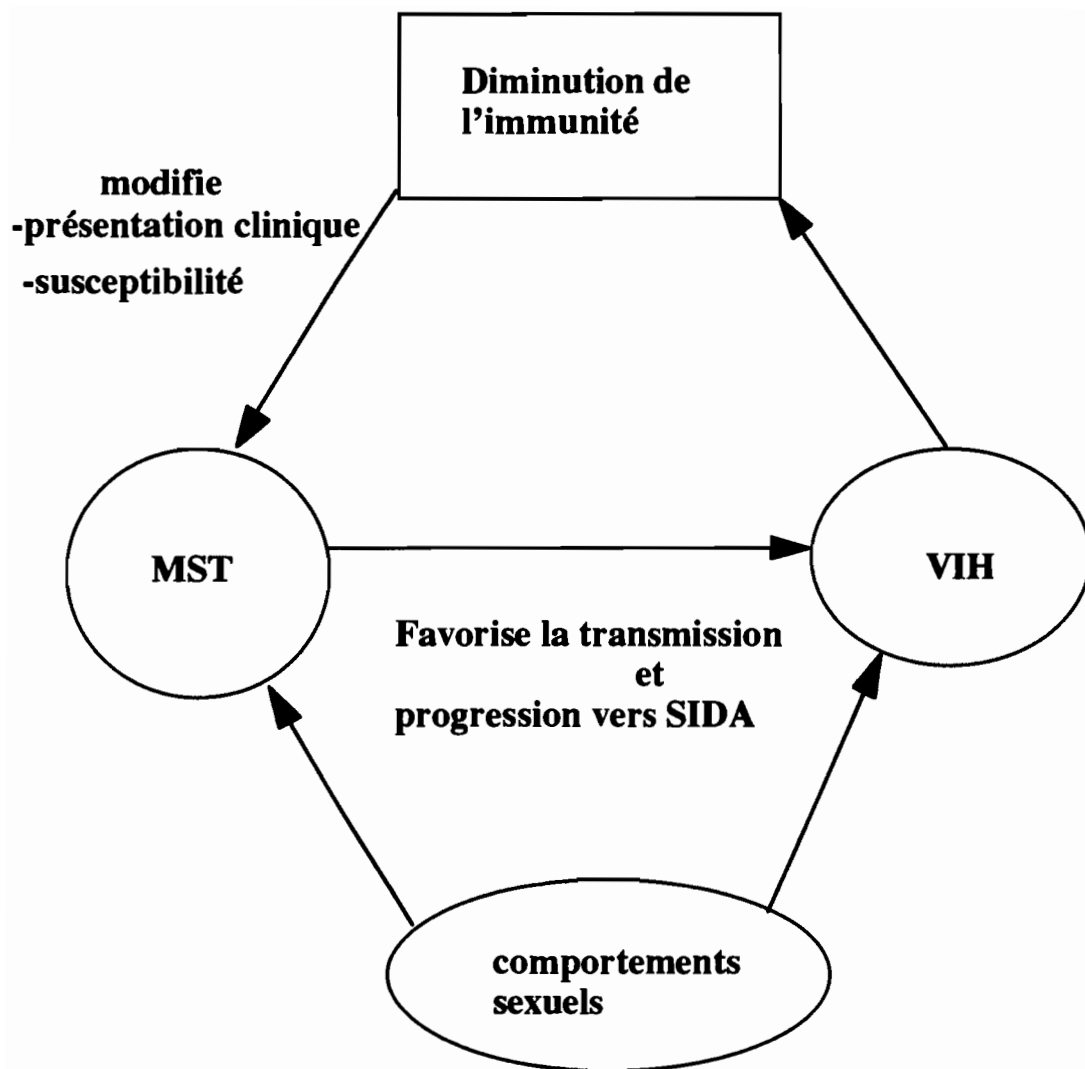 Diminution de
l'immunité
modifie
-présentation clinique
-susceptibilité
MST
VIH
Favorise la transmission
et
progression vers SIDA
comportements
sexuels